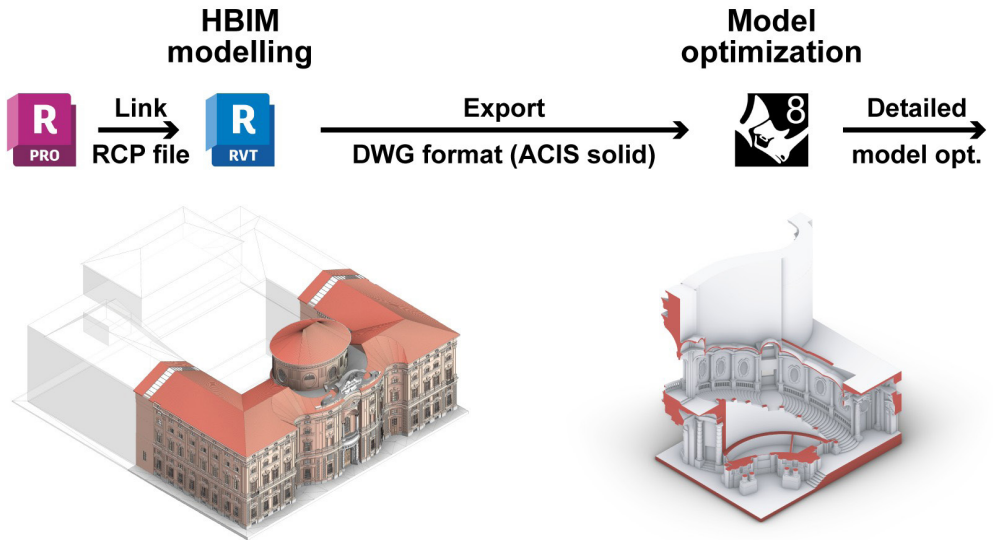 HBIM
modelling
Model
optimization
R
PRO
Link
RCP file
R
RVT
Export
DWG format (ACIS solid)
8
Detailed
model opt.